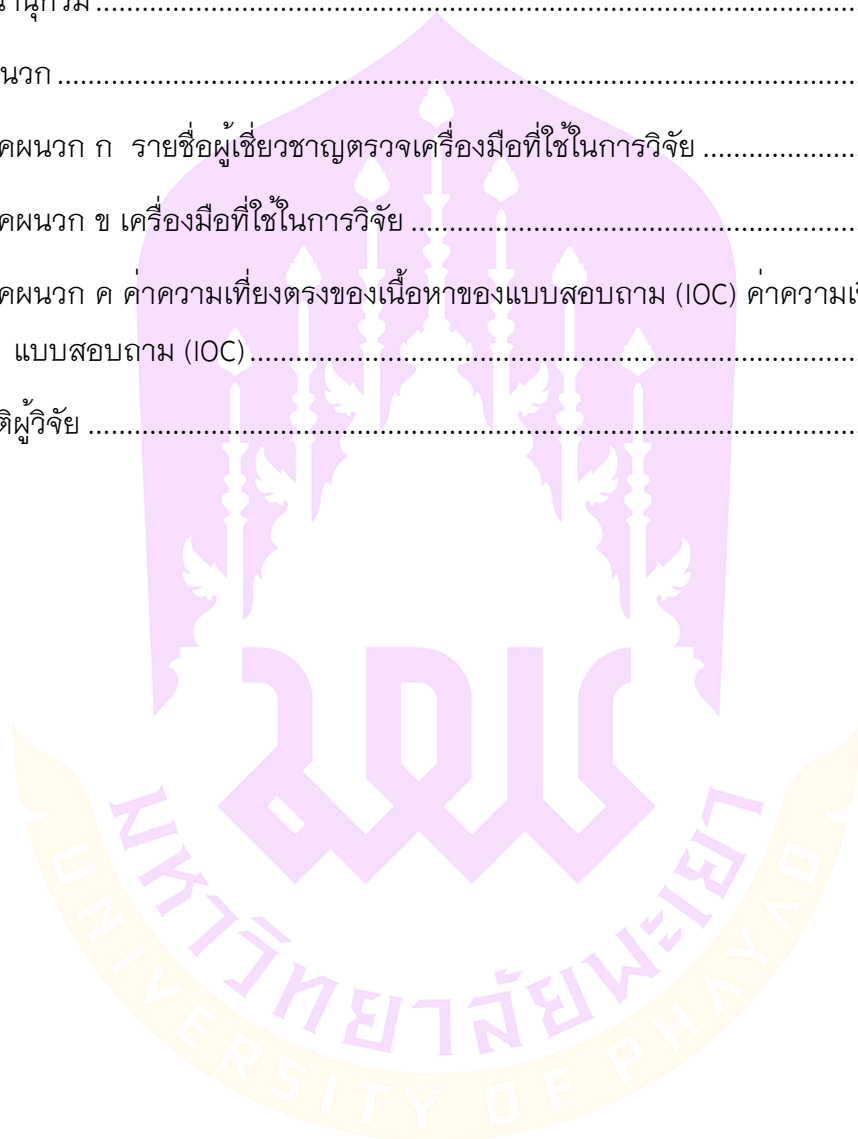 นานุกรม
นวก
คผนวก ก รายชื่อผู้เชี่ยวชาญตรวจเครื่องมือที่ใช้ในการวิจัย
คผนวก ข เครื่องมือที่ใช้ในการวิจัย
คผนวก ค ค่าความเที่ยงตรงของเนื้อหาของแบบสอบถาม (IOC) ค่าความเ
แบบสอบถาม (IOC)
ติผู้วิจัย
มหาวิทยาลัยพะเยา
UNIVERSITY OF PHAYAO